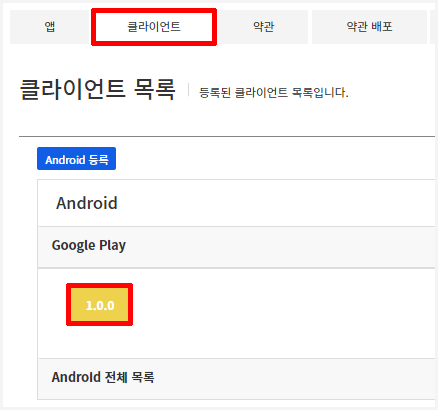 앱 클라이언트 약관 약관 배포
클라이언트 목록 등록된 클라이언트 목록입니다.
Android 등록
Android
Google Play
1.0.0
Android 전체 목록